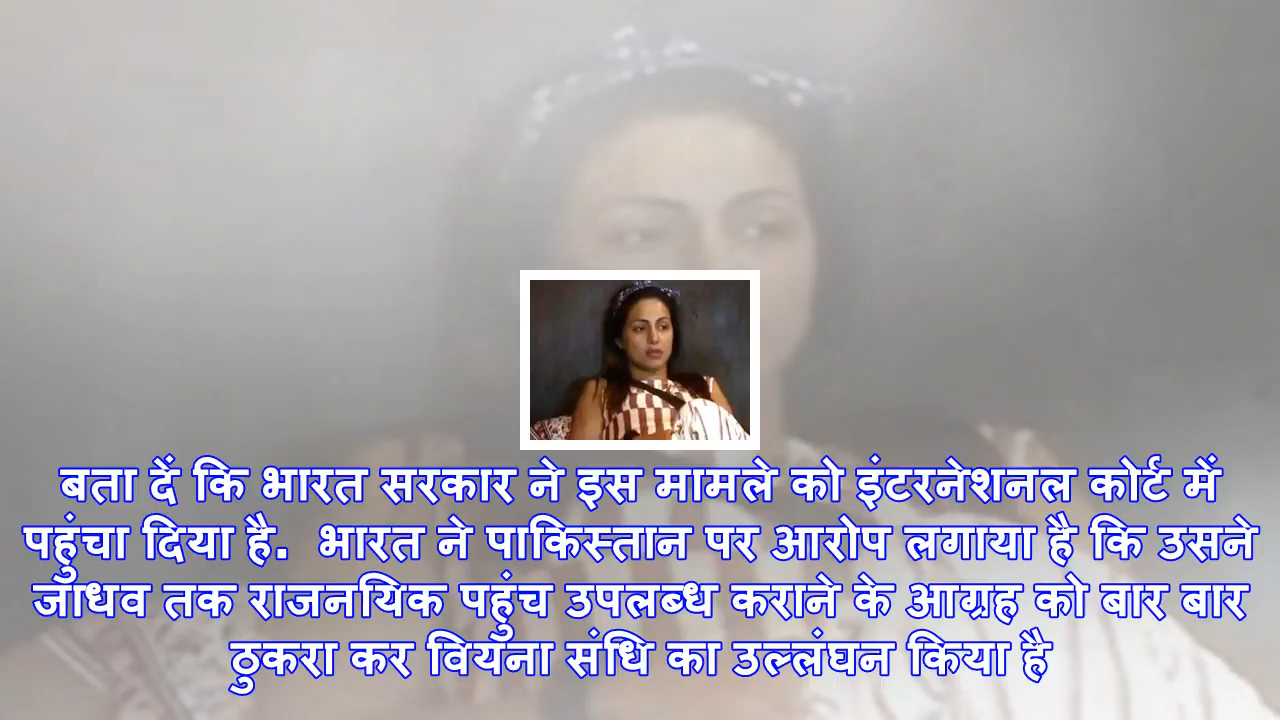 बता दें कि भारत सरकार ने इस मामले को इंटरनेशनल कोर्ट में
पहुंचा दिया है. भारत ने पाकिस्तान पर आरोप लगाया है कि उसने
जाधव तक राजनयिक पहुंच उपलब्ध कराने के आग्रह को बार बार
ठुकरा कर वियना संधि का उल्लंघन किया है